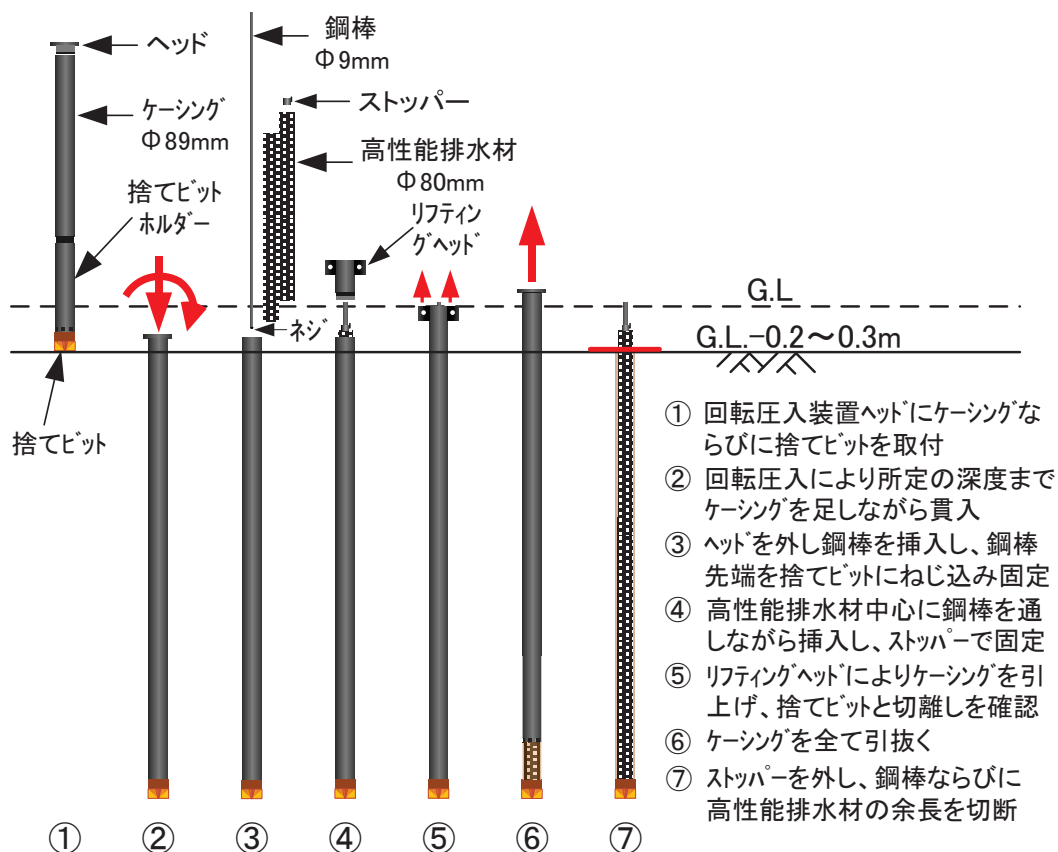 ヘッド
ケーシング
Φ89mm
捨てビット
ホルダー
捨てビット
鋼棒
Φ9mm
ストッパー
高性能排水材
Φ80mm
リフティン
グヘッド
ネジ
G.L
G.L.-0.2～0.3m
① 回転圧入装置ヘッドにケーシングな
らびに捨てビットを取付
② 回転圧入により所定の深度まで
ケーシングを足しながら貫入
③ ヘッドを外し鋼棒を挿入し、鋼棒
先端を捨てビットにねじ込み固定
④ 高性能排水材中心に鋼棒を通
しながら挿入し、ストッパーで固定
⑤ リフティングヘッドによりケーシングを引
上げ、捨てビットと切離しを確認
⑥ ケーシングを全て引抜く
⑦ ストッパーを外し、鋼棒ならびに
高性能排水材の余長を切断
① ② ③ ④ ⑤ ⑥ ⑦